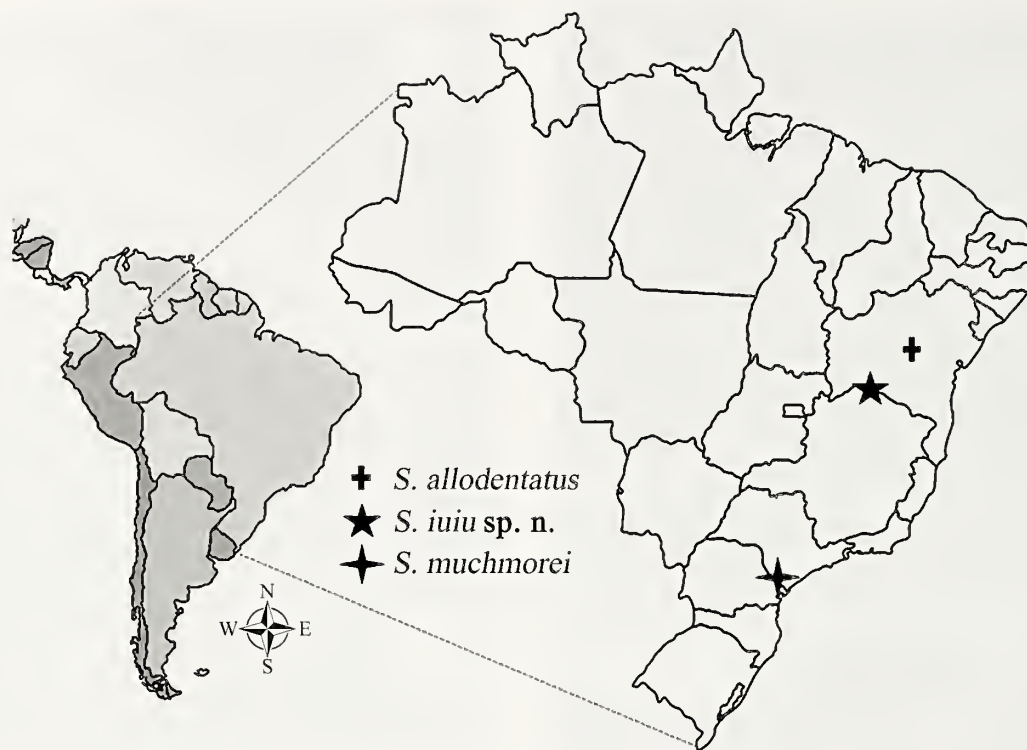 ✝ S. allodentatus
★ S. iuiu sp. n.
✦ S. muchmorei
N
W E
S